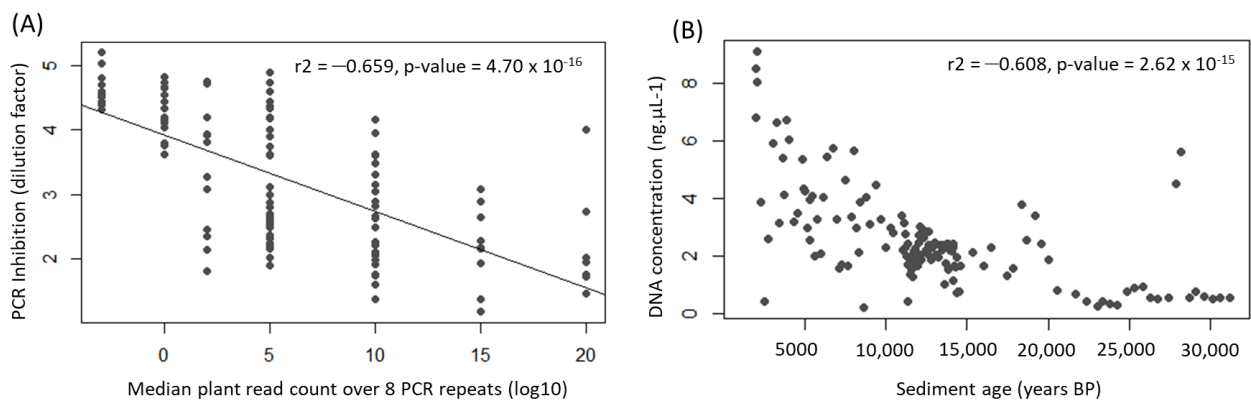 (A)
r2 = —0.659, p-value = 4.70 x 10-16
PCR Inhibition (dilution factor)
5
4
3
2
0
5
10
15
20
Median plant read count over 8 PCR repeats (log10)
(B)
r2 = —0.608, p-value = 2.62 x 10-15
DNA concentration (ng.µL-1)
8
6
4
2
0
5000
10,000
15,000
20,000
25,000
30,000
Sediment age (years BP)